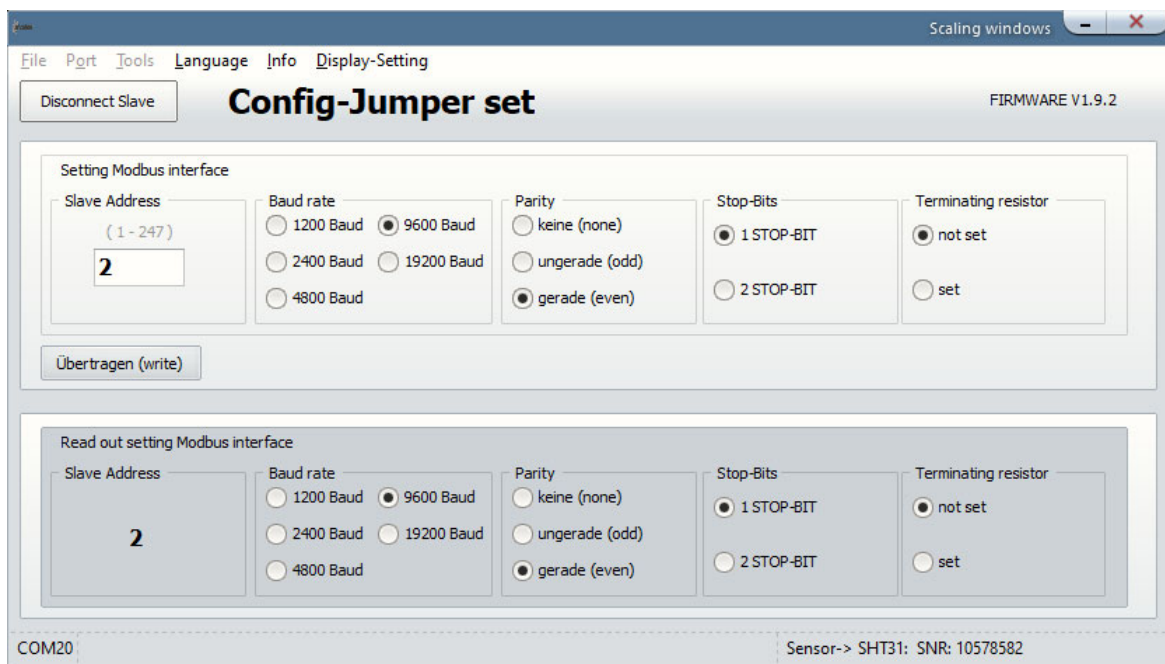 Scaling windows
File Port Tools Language Info Display-Setting
Disconnect Slave Config-Jumper set FIRMWARE V1.9.2
Setting Modbus interface
Slave Address Baud rate Parity Stop-Bits Terminating resistor
( 1 - 247 ) 1200 Baud 9600 Baud keine (none) 1 STOP-BIT not set
2 2400 Baud 19200 Baud ungerade (odd)
4800 Baud gerade (even) 2 STOP-BIT set
Übertragen (write)
Read out setting Modbus interface
Slave Address Baud rate Parity Stop-Bits Terminating resistor
1200 Baud 9600 Baud keine (none) 1 STOP-BIT not set
2 2400 Baud 19200 Baud ungerade (odd)
4800 Baud gerade (even) 2 STOP-BIT set
COM20 Sensor-> SHT31: SNR: 10578582